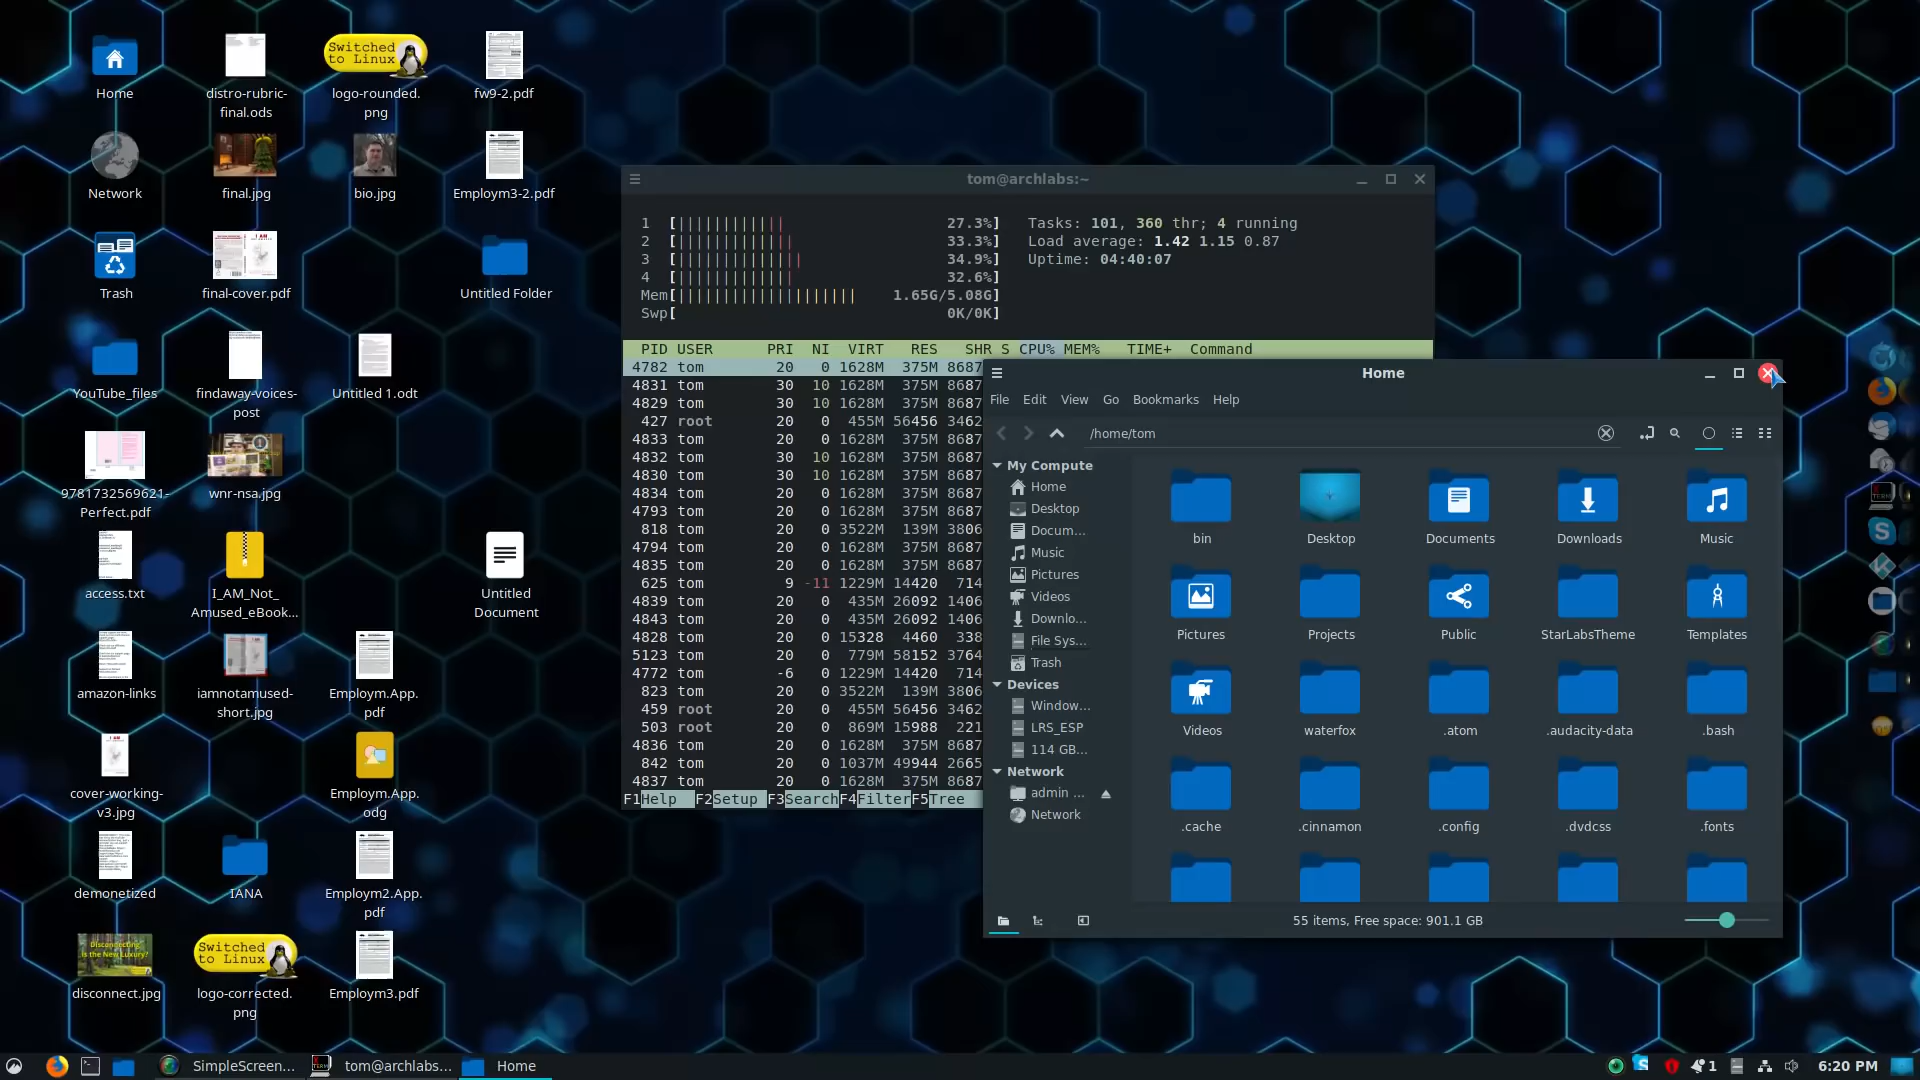 Home
distro-rubric-
final.ods
Switched
to Linux
logo-rounded.
png
fw9-2.pdf
Network
final.jpg
bio.jpg
Employm3-2.pdf
Trash
final-cover.pdf
Untitled Folder
YouTube_files
findaway-voices-
post
Untitled 1.odt
9781732569621-
Perfect.pdf
wnr-nsa.jpg
access.txt
I_AM_Not_
Amused_eBook...
Untitled
Document
amazon-links
iamnotamused-
short.jpg
Employm.App.
pdf
cover-working-
v3.jpg
Employm.App.
odg
demonetized
IANA
Employm2.App.
pdf
Disconnecting
is the New Luxury?
disconnect.jpg
Switched
to Linux
logo-corrected.
png
Employm3.pdf
tom@archlabs:~
1 [|||||||||||| 27.3%] Tasks: 101, 360 thr; 4 running
2 [||||||||||||| 33.3%] Load average: 1.42 1.15 0.87
3 [|||||||||||||| 34.9%] Uptime: 04:40:07
4 [||||||||||||| 32.6%]
Mem[|||||||||||||||||||| 1.65G/5.08G]
Swp[ 0K/0K]
PID USER PRI NI VIRT RES SHR S CPU% MEM% TIME+ Command
4782 tom 20 0 1628M 375M 8687
4831 tom 30 10 1628M 375M 8687
4829 tom 30 10 1628M 375M 8687
427 root 20 0 455M 56456 3462
4833 tom 20 0 1628M 375M 8687
4832 tom 30 10 1628M 375M 8687
4830 tom 30 10 1628M 375M 8687
4834 tom 20 0 1628M 375M 8687
4793 tom 20 0 1628M 375M 8687
818 tom 20 0 3522M 139M 3806
4794 tom 20 0 1628M 375M 8687
4835 tom 20 0 1628M 375M 8687
625 tom 9 -11 1229M 14420 714
4839 tom 20 0 435M 26092 1406
4843 tom 20 0 435M 26092 1406
4828 tom 20 0 15328 4460 338
5123 tom 20 0 779M 58152 3764
4772 tom -6 0 1229M 14420 714
823 tom 20 0 3522M 139M 3806
459 root 20 0 455M 56456 3462
503 root 20 0 869M 15988 221
4836 tom 20 0 1628M 375M 8687
842 tom 20 0 1037M 49944 2665
4837 tom 20 0 1628M 375M 8687
F1Help F2Setup F3SearchF4FilterF5Tree
Home
File Edit View Go Bookmarks Help
/home/tom
My Compute
Home
Desktop
Docum...
Music
Pictures
Videos
Downlo...
File Sys...
Trash
Devices
Window...
LRS_ESP
114 GB...
Network
admin ...
Network
bin Desktop Documents Downloads Music
Pictures Projects Public StarLabsTheme Templates
Videos waterfox .atom .audacity-data .bash
.cache .cinnamon .config .dvdcss .fonts
55 items, Free space: 901.1 GB
SimpleScreen... tom@archlabs... Home
1 6:20 PM